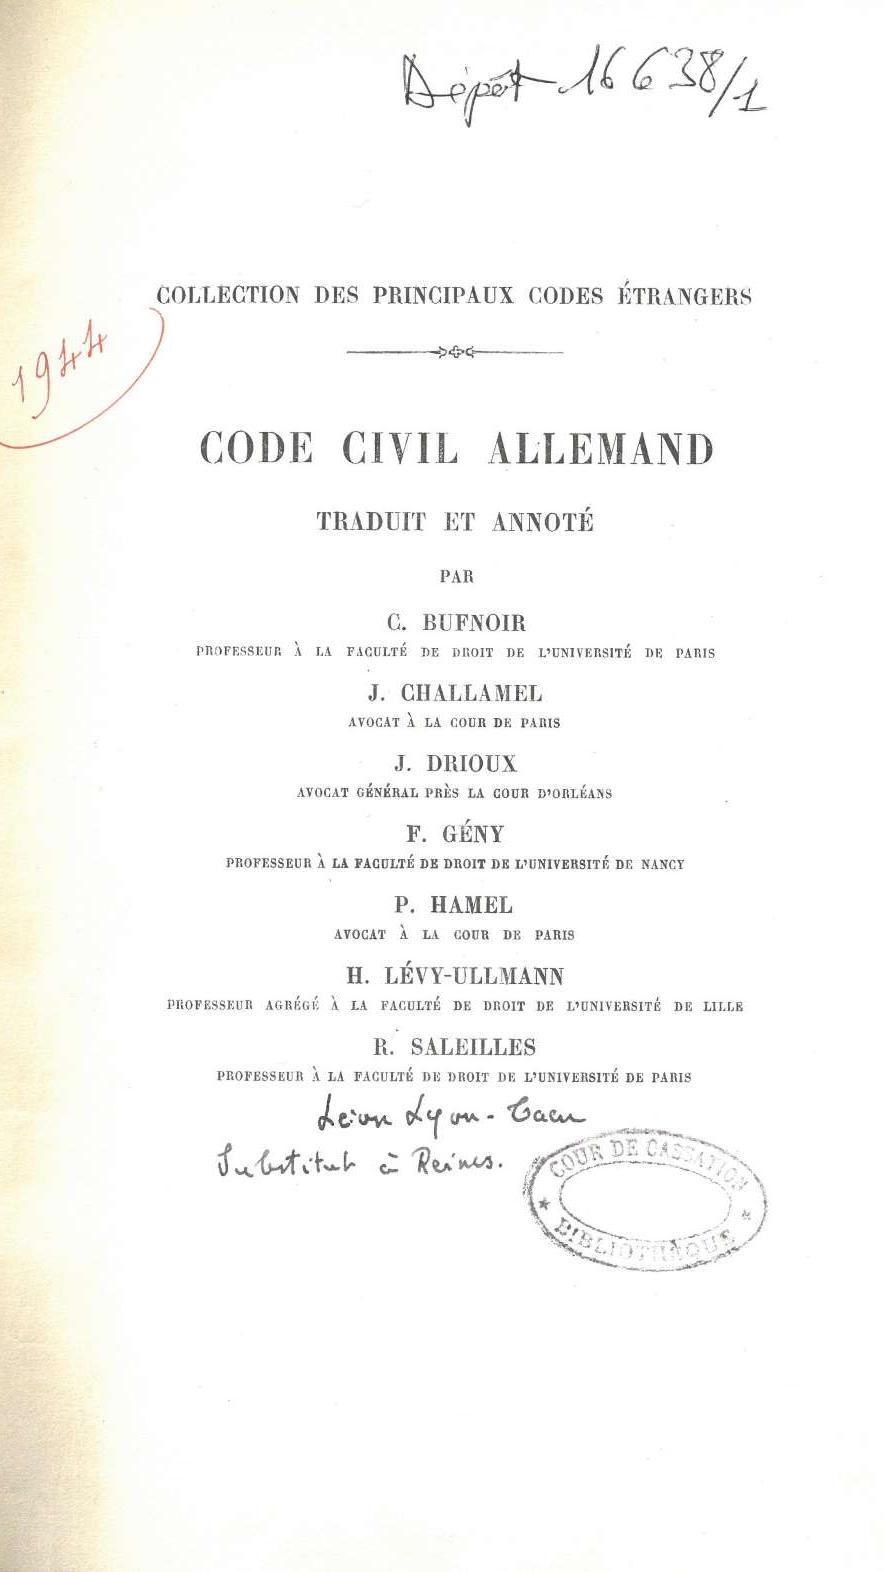 Dépôt 16 638/1
COLLECTION DES PRINCIPAUX CODES ÉTRANGERS
1944
CODE CIVIL ALLEMAND
TRADUIT ET ANNOTÉ
PAR
C. BUFNOIR
PROFESSEUR À LA FACULTÉ DE DROIT DE L'UNIVERSITÉ DE PARIS
J. CHALLAMEL
AVOCAT À LA COUR DE PARIS
J. DRIOUX
AVOCAT GÉNÉRAL PRÈS LA COUR D'ORLÉANS
F. GÉNY
PROFESSEUR À LA FACULTÉ DE DROIT DE L'UNIVERSITÉ DE NANCY
P. HAMEL
AVOCAT À LA COUR DE PARIS
H. LÉVY-ULLMANN
PROFESSEUR AGRÉGÉ À LA FACULTÉ DE DROIT DE L'UNIVERSITÉ DE LILLE
R. SALEILLES
PROFESSEUR À LA FACULTÉ DE DROIT DE L'UNIVERSITÉ DE PARIS
Léon Lyon-Caen
Substitut à Reims.
COUR DE CASSATION
BIBLIOTHÈQUE